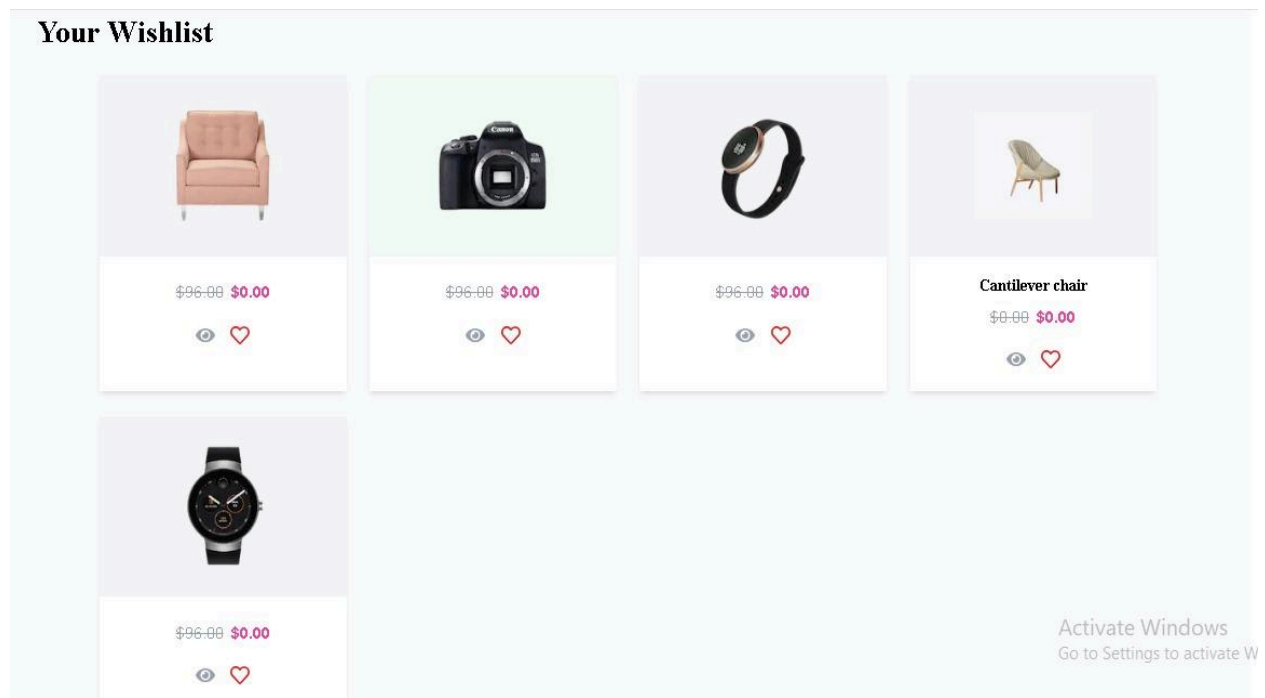 Your Wishlist
Canon
$96.00 $0.00
$96.00 $0.00
$96.00 $0.00
Cantilever chair
$0.00 $0.00
$96.00 $0.00
Activate Windows
Go to Settings to activate W